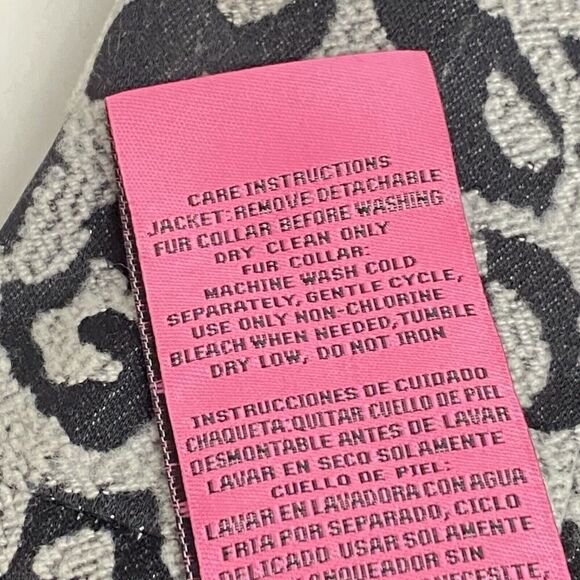 CARE INSTRUCTIONS
JACKET:REMOVE DETACHABLE
FUR COLLAR BEFORE WASHING
DRY CLEAN ONLY
FUR COLLAR:
MACHINE WASH COLD
SEPARATELY, GENTLE CYCLE,
USE ONLY NON-CHLORINE
BLEACH WHEN NEEDED,TUMBLE
DRY LOW, DO NOT IRON
INSTRUCCIONES DE CUIDADO
CHAQUETA:QUITAR CUELLO DE PIEL
DESMONTABLE ANTES DE LAVAR
LAVAR EN SECO SOLAMENTE
CUELLO DE PIEL:
LAVAR EN LAVADORA CON AGUA
FRIA POR SEPARADO, CICLO
DELICADO USAR SOLAMENTE
BLANQUEADOR SIN
NECESITE,